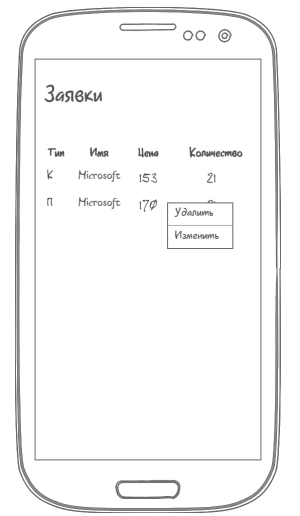 Заявки
Тип Имя Цена Количество
К Microsoft 153 21
П Microsoft 170
Удалить
Изменить